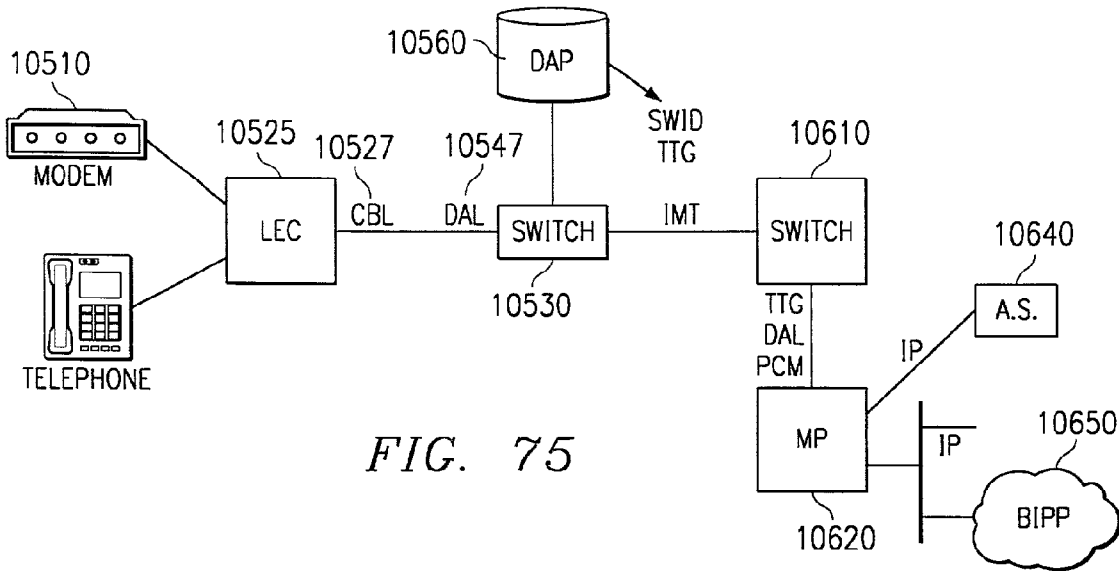 10560
DAP
10510
MODEM
SWID
TTG
10525
10527
10547
10610
LEC
CBL
DAL
SWITCH
IMT
SWITCH
10640
A.S.
10530
TELEPHONE
TTG
DAL
PCM
IP
MP
IP
10650
BIPP
10620
FIG. 75